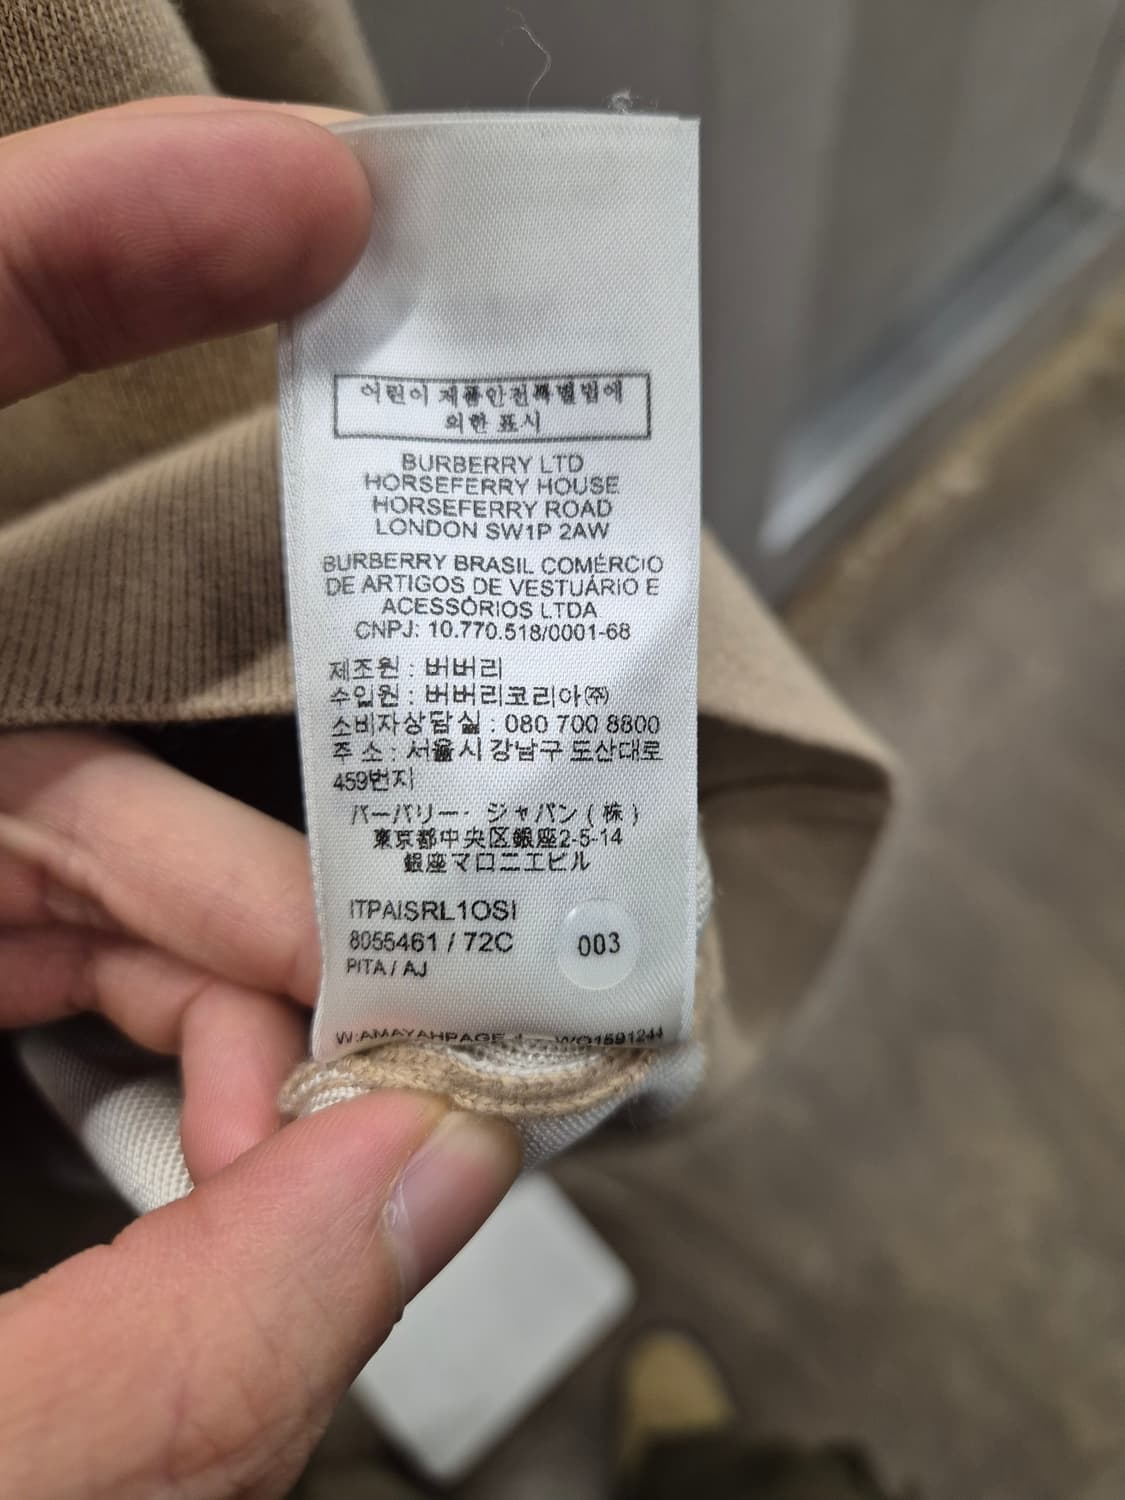 어린이 제품안전특별법에
의한 표시
BURBERRY LTD
HORSEFERRY HOUSE
HORSEFERRY ROAD
LONDON SW1P 2AW
BURBERRY BRASIL COMÉRCIO
DE ARTIGOS DE VESTUÁRIO E
ACESSÓRIOS LTDA
CNPJ: 10.770.518/0001-68
제조원 : 버버리
수입원 : 버버리코리아㈜
소비자상담실 : 080 700 8800
주 소 : 서울시 강남구 도산대로
459번지
バーバリー・ジャパン ( 株 )
東京都中央区銀座2-5-14
銀座マロニエビル
ITPAISRL1OSI
8055461 / 72C
003
PITA / AJ
W:AMAYAHPAGE 1 WO1591244